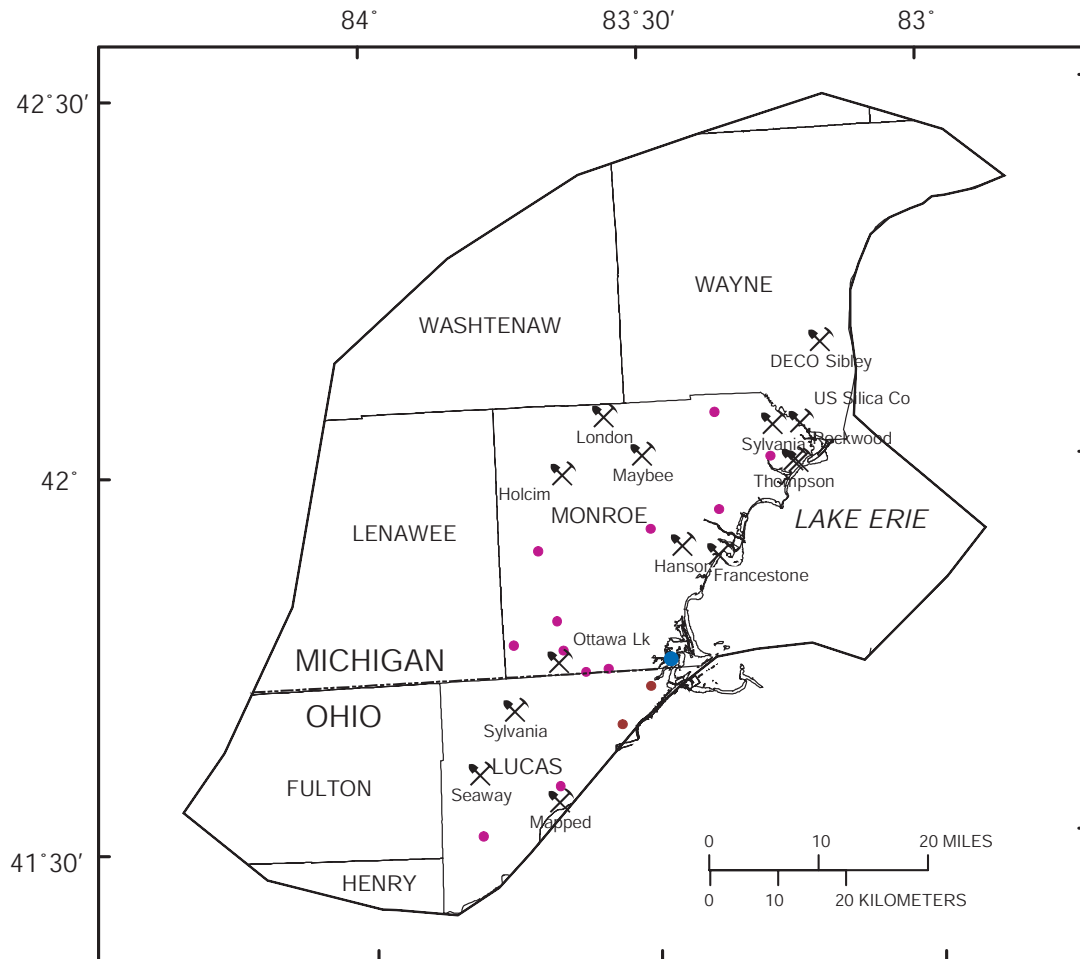 84˚ 83˚30′ 83˚
42˚30′
WAYNE
WASHTENAW
DECO Sibley
US Silica Co
London
Sylvania Rockwood
Maybee
42˚
Thompson
Holcim
MONROE
LAKE ERIE
LENAWEE
Hanson
Francestone
Ottawa Lk
MICHIGAN
OHIO
Sylvania
LUCAS
FULTON
Seaway
Mapped
0 10 20 MILES
41˚30′
HENRY
0 10 20 KILOMETERS